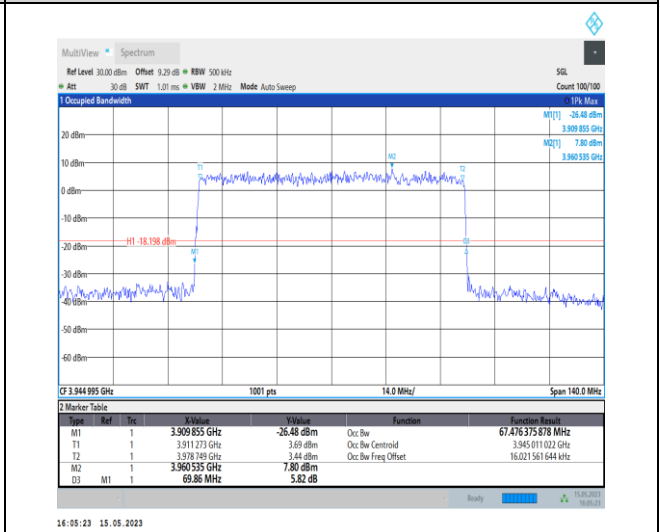 MultiView Spectrum
Ref Level 30.00 dBm Offset 9.29 dB RBW 500 kHz SGL
Att 30 dB SWT 1.01 ms VBW 2 MHz Mode Auto Sweep Count 100/100
1 Occupied Bandwidth 1Pk Max
M1[1] -26.48 dBm
3.909 855 GHz
20 dBm
M2[1] 7.80 dBm
3.960 535 GHz
10 dBm
M2
T1
T2
0 dBm
-10 dBm
H1 -18.198 dBm
-20 dBm
D3
M1
-30 dBm
-40 dBm
-50 dBm
-60 dBm
CF 3.944 995 GHz 1001 pts 14.0 MHz/ Span 140.0 MHz
2 Marker Table
Type Ref Trc X-Value Y-Value Function Function Result
M1 1 3.909 855 GHz -26.48 dBm Occ Bw 67.476 375 878 MHz
T1 1 3.911 273 GHz 3.69 dBm Occ Bw Centroid 3.945 011 022 GHz
T2 1 3.978 749 GHz 3.44 dBm Occ Bw Freq Offset 16.021 561 644 kHz
M2 1 3.960 535 GHz 7.80 dBm
D3 M1 1 69.86 MHz 5.82 dB
Ready 15.05.2023
16:05:23
16:05:23 15.05.2023